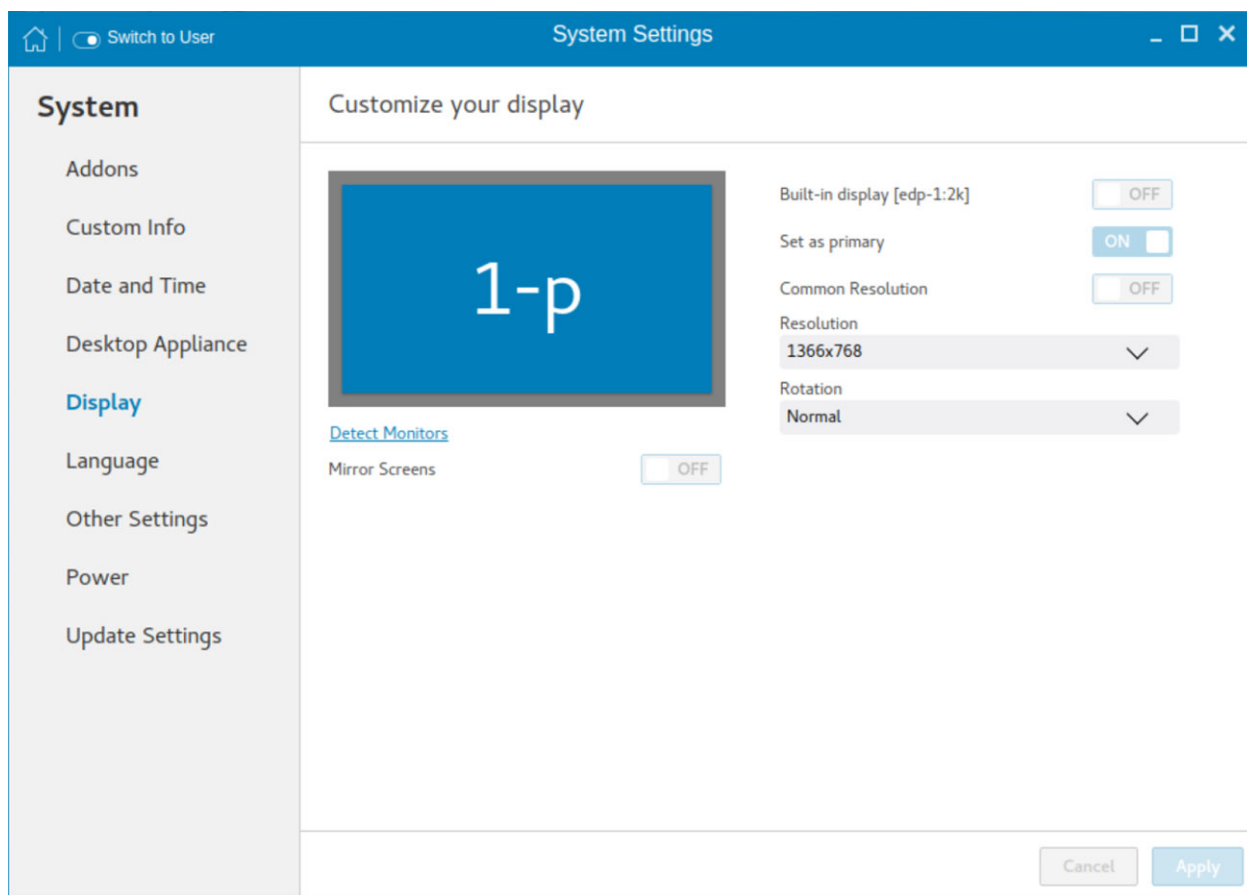 Switch to User
System Settings
System
Customize your display
Addons
Custom Info
Date and Time
Desktop Appliance
Display
Language
Other Settings
Power
Update Settings
1-p
Detect Monitors
Mirror Screens OFF
Built-in display [edp-1:2k] OFF
Set as primary ON
Common Resolution OFF
Resolution
1366x768
Rotation
Normal
Cancel Apply